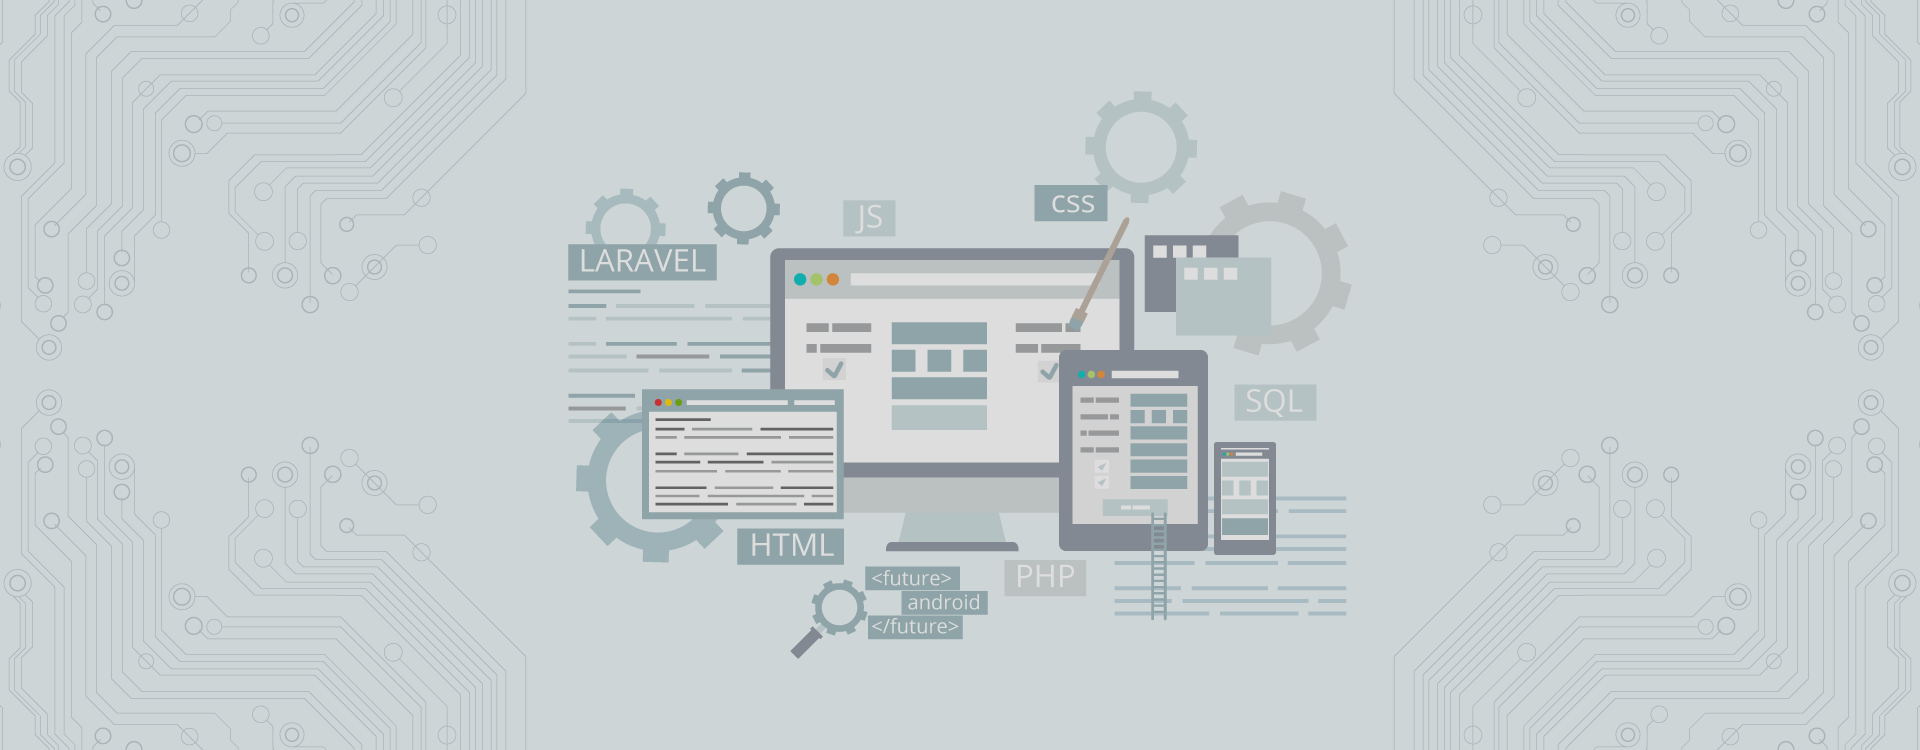 JS
CSS
LARAVEL
SQL
HTML
PHP
<future>
android
</future>